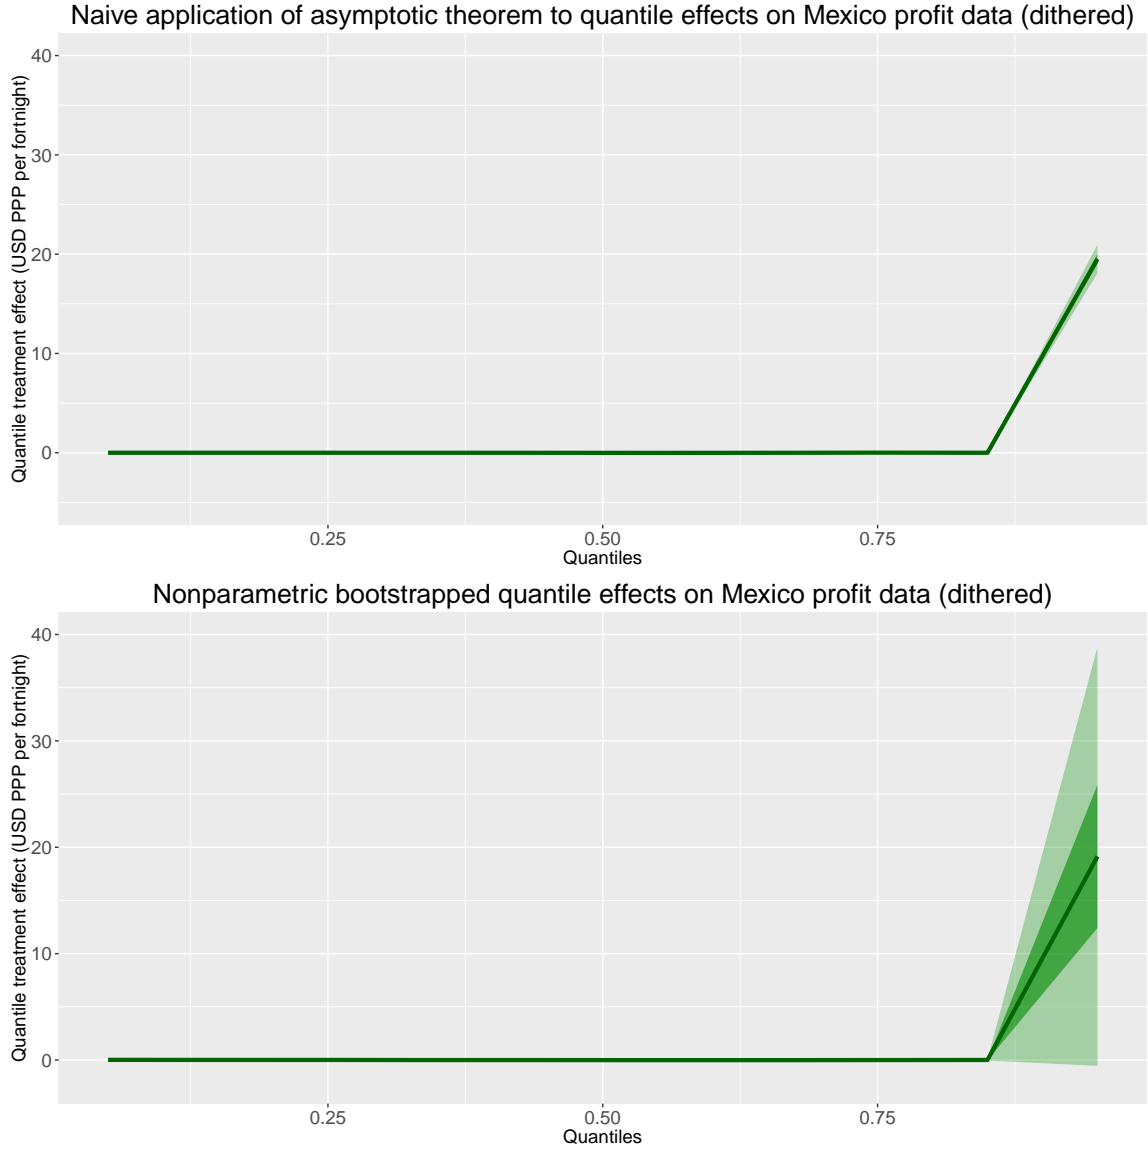 Naive application of asymptotic theorem to quantile effects on Mexico profit data (dithered)
Quantile treatment effect (USD PPP per fortnight)
40
30
20
10
0
0.25 0.50 0.75
Quantiles
Nonparametric bootstrapped quantile effects on Mexico profit data (dithered)
Quantile treatment effect (USD PPP per fortnight)
40
30
20
10
0
0.25 0.50 0.75
Quantiles